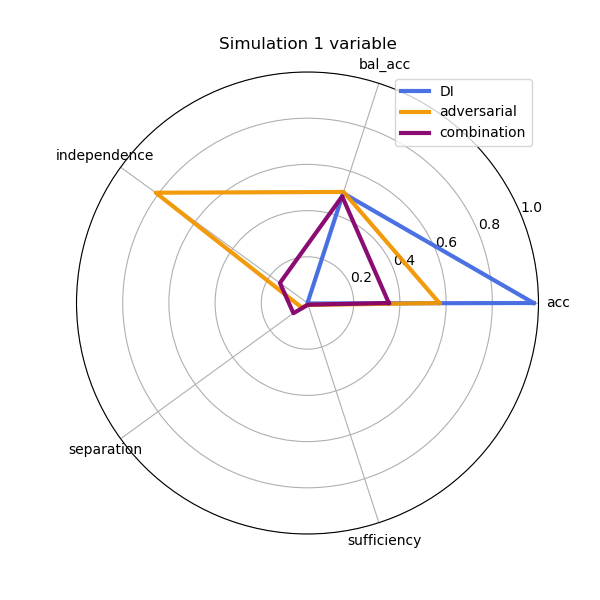 Simulation 1 variable
bal_acc
DI
adversarial
combination
independence
1.0
0.8
0.6
0.4
0.2
acc
separation
sufficiency